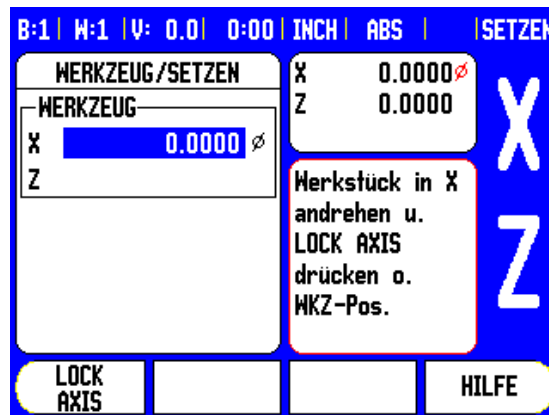 B:1 | W:1 | V: 0.0 | 0:00 | INCH | ABS | | SETZEN
WERKZEUG/SETZEN
WERKZEUG
X 0.0000 ⌀
Z
X 0.0000⌀
Z 0.0000
Werkstück in X
andrehen u.
LOCK AXIS
drücken o.
WKZ-Pos.
X
Z
LOCK
AXIS
HILFE